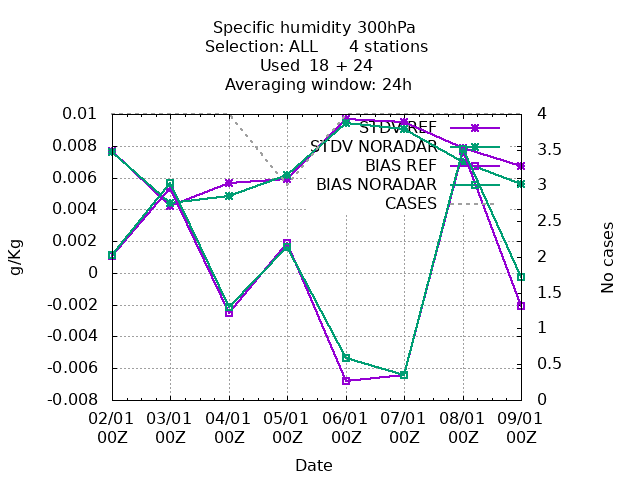 Specific humidity 300hPa
Selection: ALL 4 stations
Used 18 + 24
Averaging window: 24h
0.01
0.008
0.006
0.004
0.002
0
-0.002
-0.004
-0.006
-0.008
g/Kg
STDV REF
STDV NORADAR
BIAS REF
BIAS NORADAR
CASES
4
3.5
3
2.5
2
1.5
1
0.5
0
No cases
02/01 03/01 04/01 05/01 06/01 07/01 08/01 09/01
00Z 00Z 00Z 00Z 00Z 00Z 00Z 00Z
Date